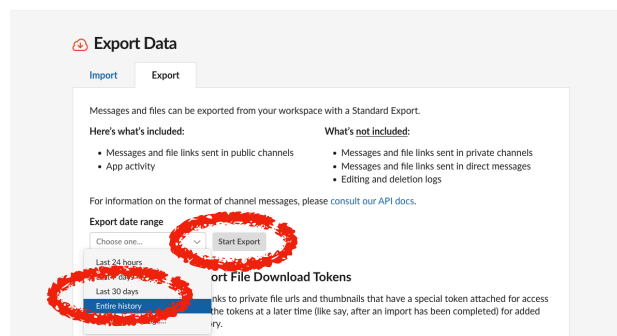 Export Data
Import Export
Messages and files can be exported from your workspace with a Standard Export.
Here's what's included:
What's not included:
• Messages and file links sent in public channels
• App activity
• Messages and file links sent in private channels
• Messages and file links sent in direct messages
• Editing and deletion logs
For information on the format of channel messages, please consult our API docs.
Export date range
Choose one...
Start Export
Last 24 hours
days
Last 30 days
Entire history
ort File Download Tokens
nks to private file urls and thumbnails that have a special token attached for access
the tokens at a later time (like say, after an import has been completed) for added
ry.